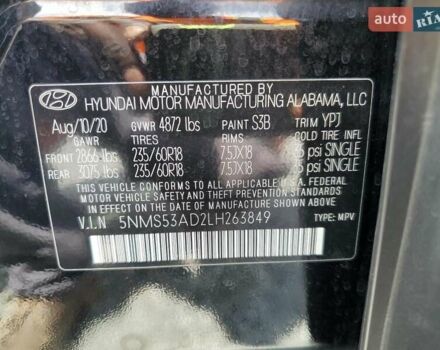 auto RIA
MANUFACTURED BY
HYUNDAI MOTOR MANUFACTURING ALABAMA, LLC
Aug/10/20 GVWR 4872 lbs PAINT S3B TRIM YPJ
GAWR TIRES RIMS: COLD TIRE INFL.
FRONT 2866 lbs 235/60R18 7.5JX18 35 psi SINGLE
REAR 3075 lbs 235/60R18 7.5JX18 35 psi SINGLE
THIS VEHICLE CONFORMS TO ALL APPLICABLE U.S.A. FEDERAL
MOTOR VEHICLE SAFETY, BUMPER, AND THEFT PREVENTION
STANDARDS IN EFFECT ON THE DATE OF MANUFACTURE SHOWN ABOVE.
V.I.N 5NMS53AD2LH263849 TYPE: MPV